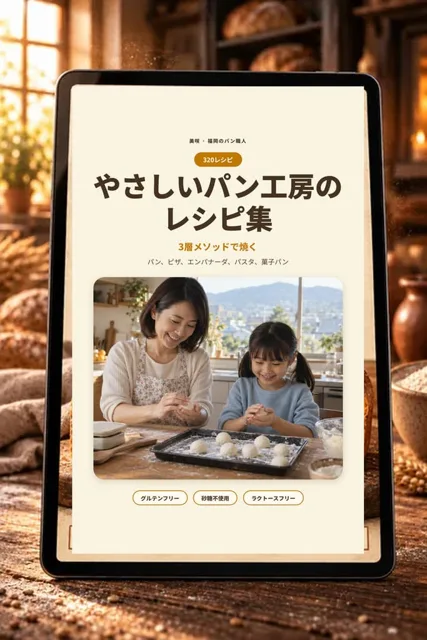 美咲 · 福岡のパン職人
320レシピ
やさしいパン工房の
レシピ集
3層メソッドで焼く
パン、ピザ、エンパナーダ、パスタ、菓子パン
グルテンフリー 砂糖不使用 ラクトースフリー